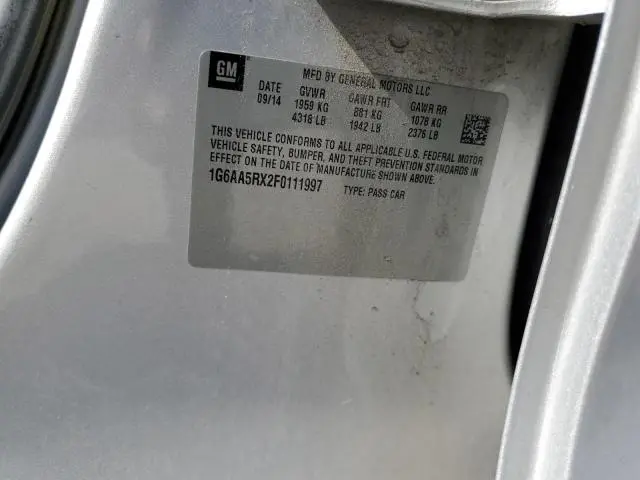 GM
MFD BY GENERAL MOTORS LLC
DATE GVWR GAWR FRT GAWR RR
09/14 1959 KG 881 KG 1078 KG
4318 LB 1942 LB 2376 LB
THIS VEHICLE CONFORMS TO ALL APPLICABLE U.S. FEDERAL MOTOR
VEHICLE SAFETY, BUMPER, AND THEFT PREVENTION STANDARDS IN
EFFECT ON THE DATE OF MANUFACTURE SHOWN ABOVE.
1G6AA5RX2F0111997 TYPE: PASS CAR